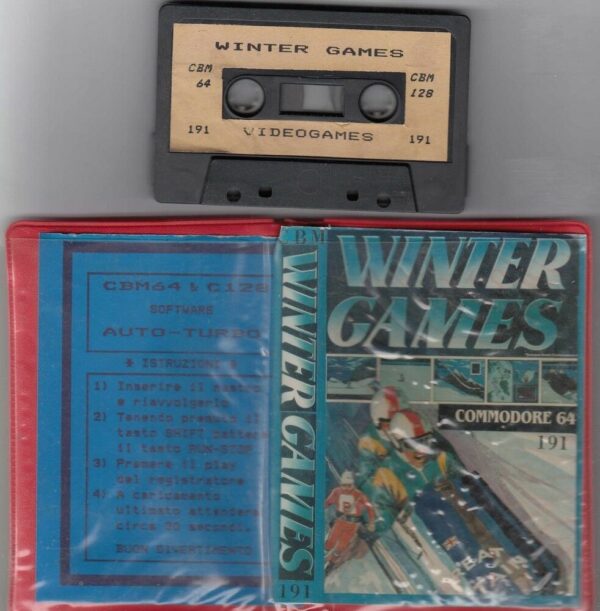 WINTER GAMES
CBM
64
CBM
128
191
VIDEOGAMES
191
CBM64 & C128
SOFTWARE
AUTO-TURBO
* ISTRUZIONI *
1) Inserire il nastro
e riavvolgerlo
2) Tenendo premuto il
tasto SHIFT battere
il tasto RUN-STOP
3) Premere il play
del registratore
4) A caricamento
ultimato attendere
circa 30 secondi.
BUON DIVERTIMENTO
CBM
WINTER GAMES
191
WINTER
GAMES
COMMODORE 64
191